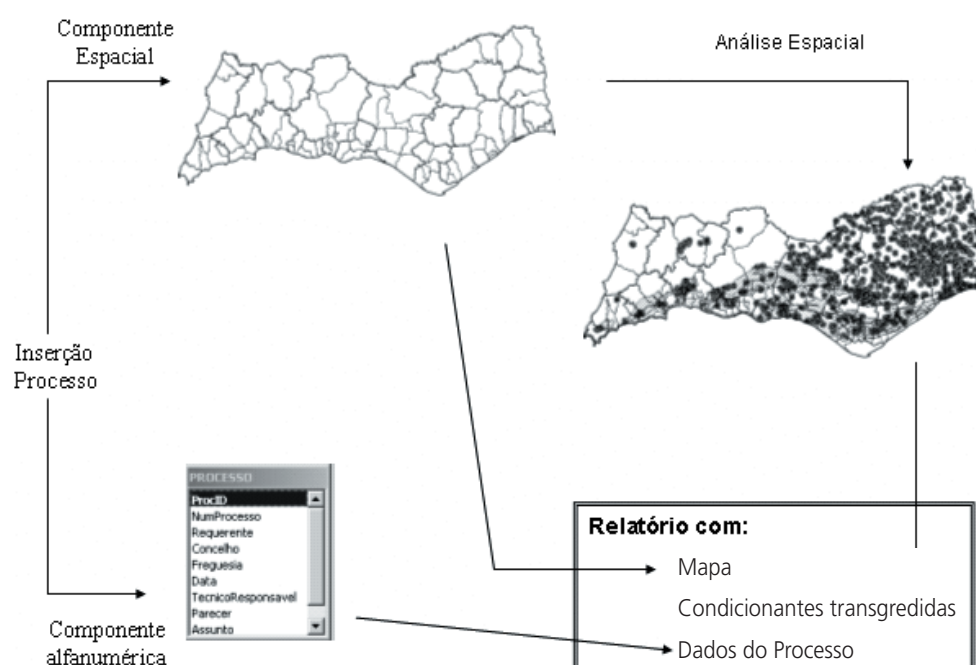 Componente
Espacial
Análise Espacial
Inserção
Processo
PROCESSO
ProcID
NumProcesso
Requerente
Concelho
Freguesia
Data
TecnicoResponsavel
Parecer
Assunto
Componente
alfanumérica
Relatório com:
Mapa
Condicionantes transgredidas
Dados do Processo